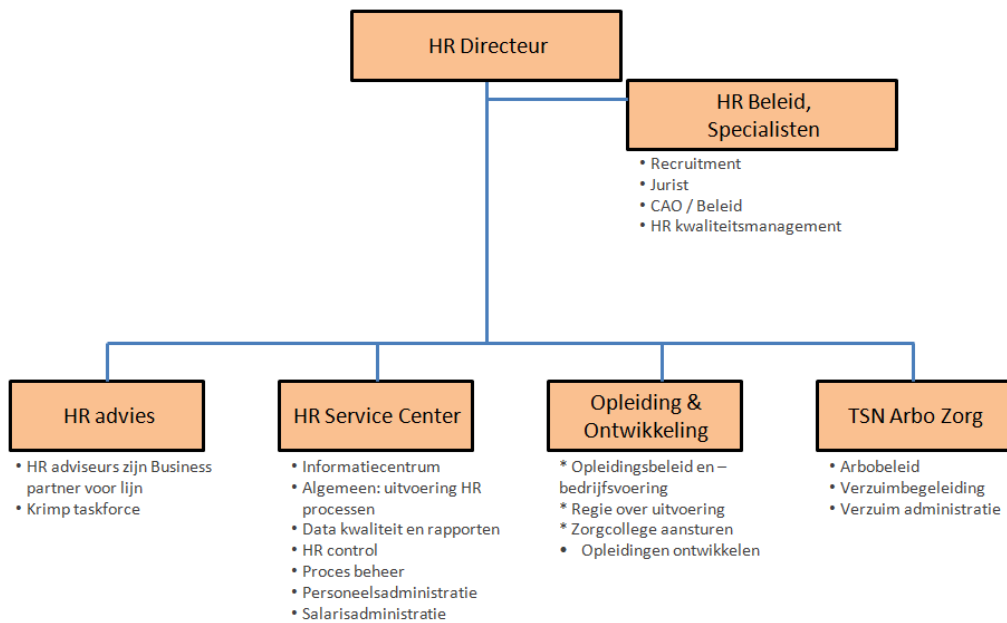 HR Directeur
HR Beleid,
Specialisten
• Recruitment
• Jurist
• CAO / Beleid
• HR kwaliteitsmanagement
HR advies
• HR adviseurs zijn Business
partner voor lijn
• Krimp taskforce
HR Service Center
• Informatiecentrum
• Algemeen: uitvoering HR
processen
• Data kwaliteit en rapporten
• HR control
• Proces beheer
• Personeelsadministratie
• Salarisadministratie
Opleiding &
Ontwikkeling
* Opleidingsbeleid en –
bedrijfsvoering
* Regie over uitvoering
* Zorgcollege aansturen
• Opleidingen ontwikkelen
TSN Arbo Zorg
• Arbobeleid
• Verzuimbegeleiding
• Verzuim administratie